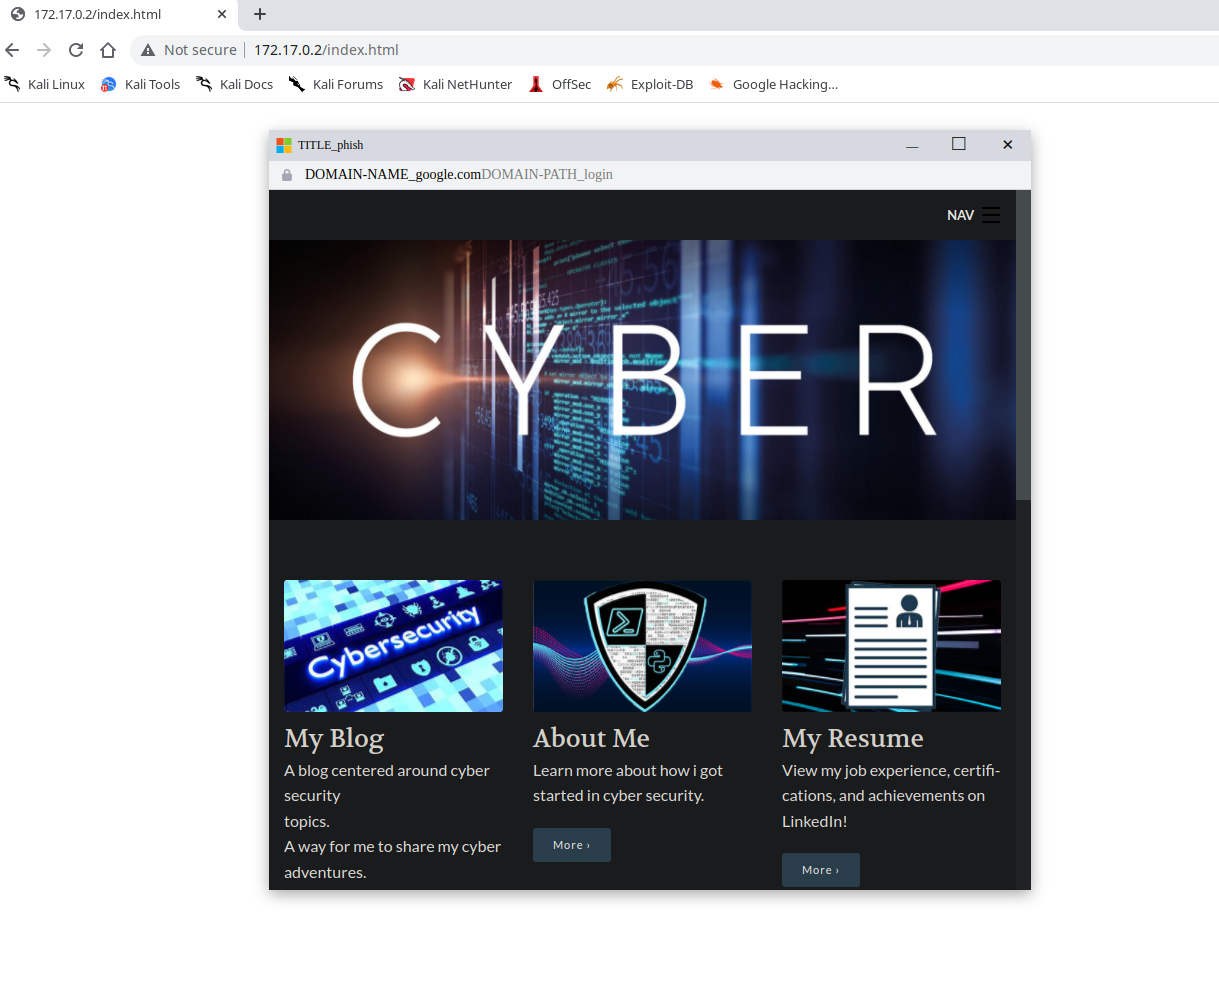 172.17.0.2/index.html
Not secure 172.17.0.2/index.html
Kali Linux Kali Tools Kali Docs Kali Forums Kali NetHunter OffSec Exploit-DB Google Hacking...
TITLE_phish
DOMAIN-NAME_google.comDOMAIN-PATH_login
NAV
CYBER
Cybersecurity
My Blog
A blog centered around cyber
security
topics.
A way for me to share my cyber
adventures.
About Me
Learn more about how i got
started in cyber security.
More ›
My Resume
View my job experience, certifi-
cations, and achievements on
LinkedIn!
More ›